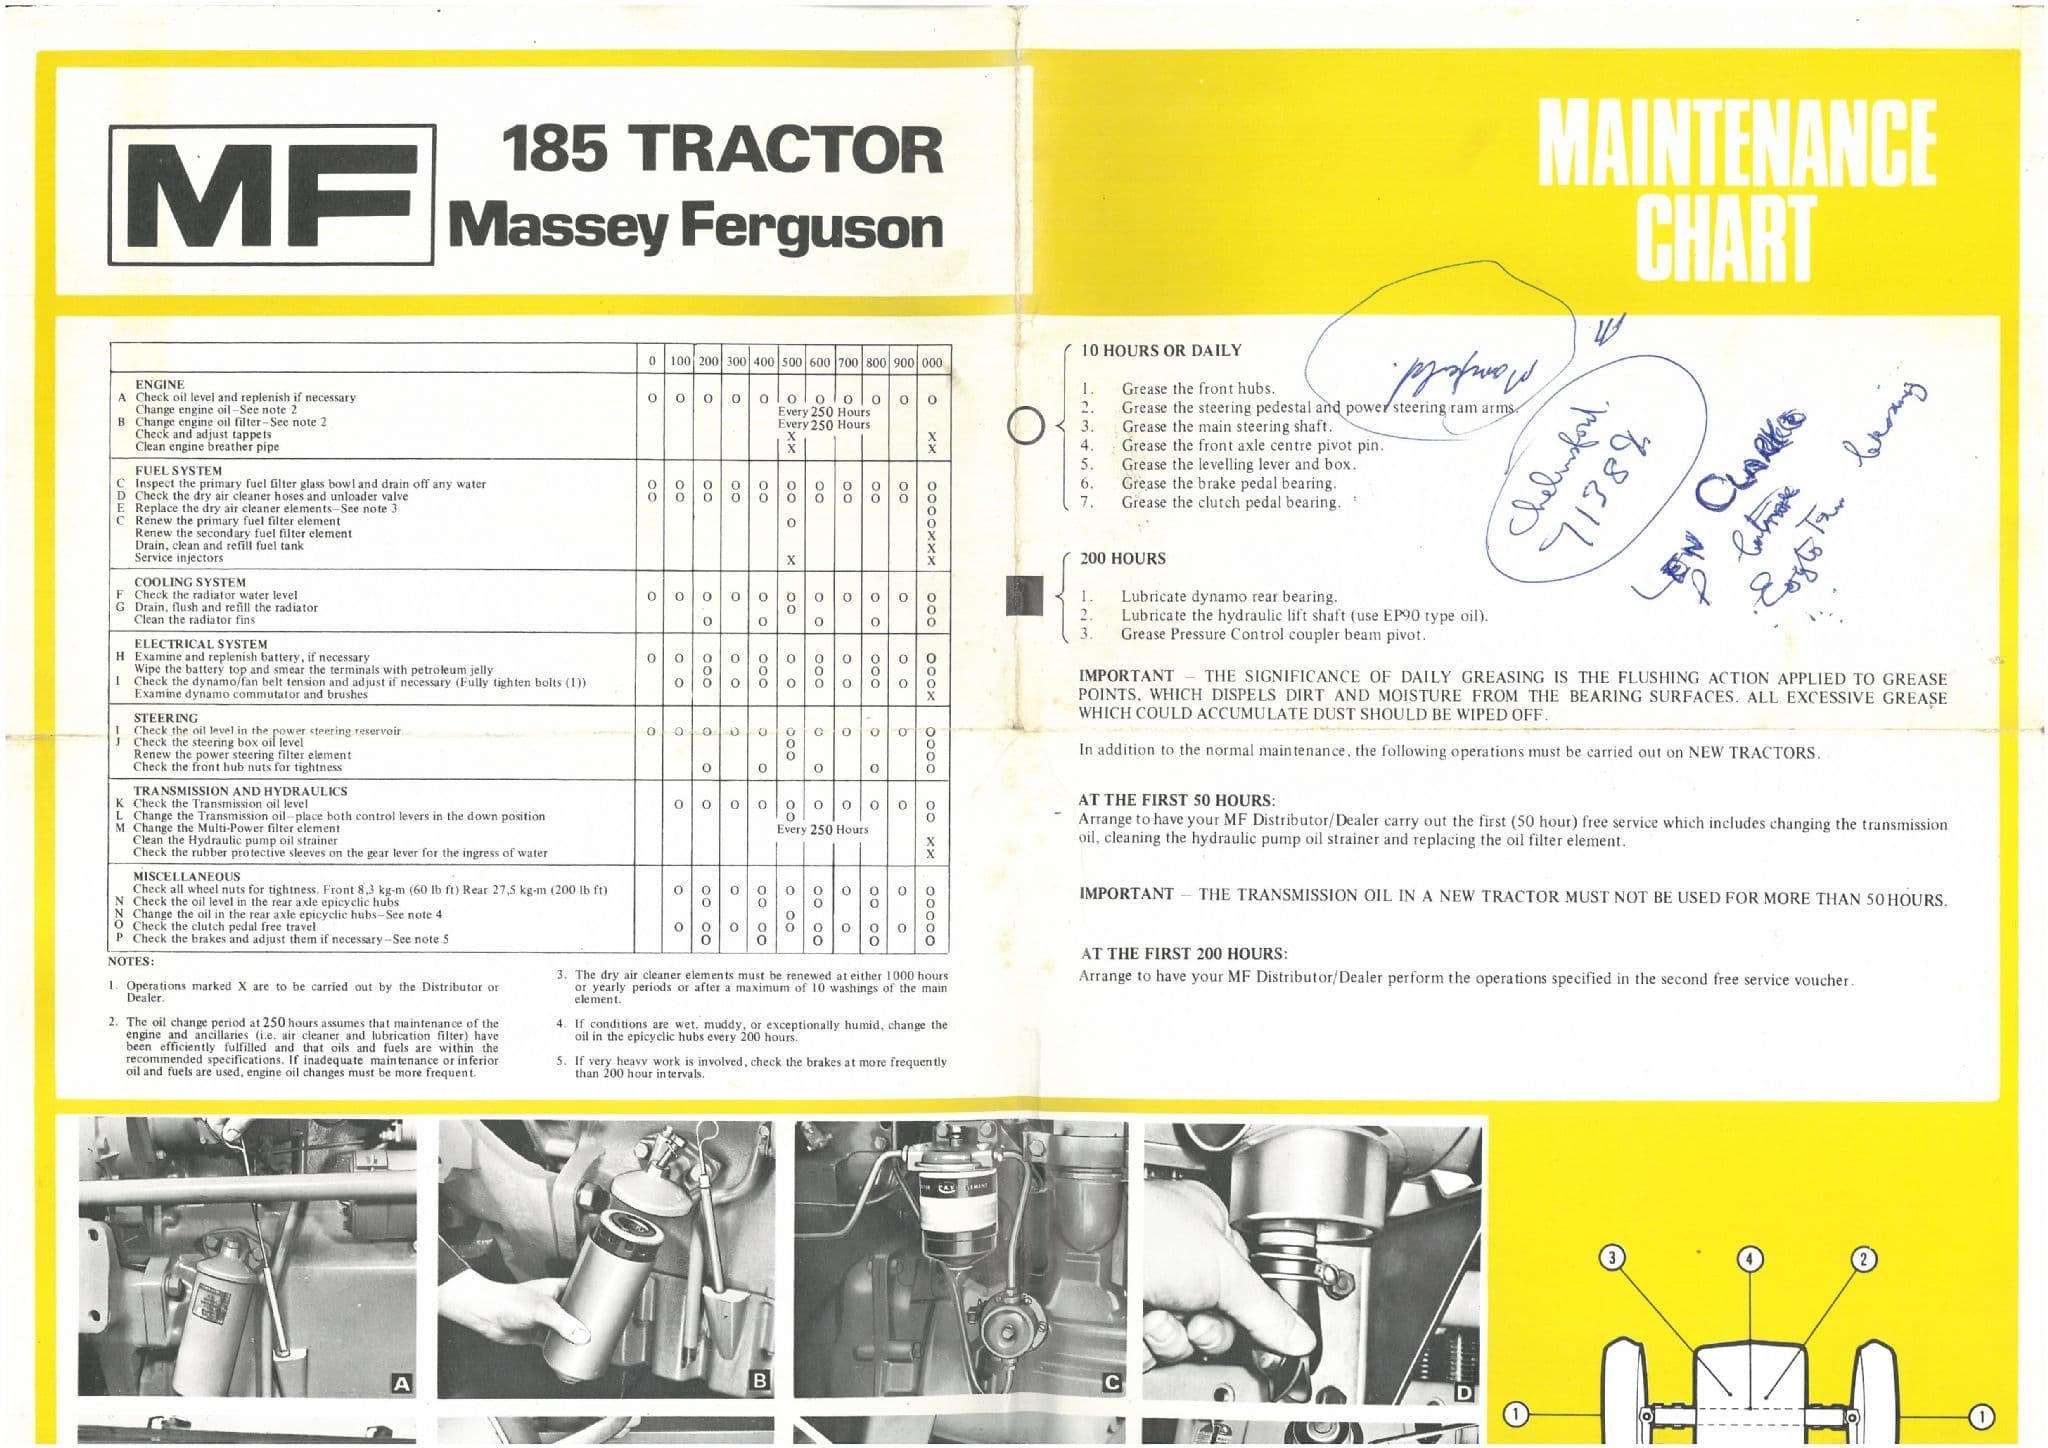 MF
185 TRACTOR
Massey Ferguson
MAINTENANCE
CHART
0 100 200 300 400 500 600 700 800 900 000
ENGINE
A Check oil level and replenish if necessary O O O O O O O O O O O
Change engine oil—See note 2 Every 250 Hours
B Change engine oil filter—See note 2 Every 250 Hours
Check and adjust tappets X X
Clean engine breather pipe X X
FUEL SYSTEM
C Inspect the primary fuel filter glass bowl and drain off any water O O O O O O O O O O O
D Check the dry air cleaner hoses and unloader valve O O O O O O O O O O O
E Replace the dry air cleaner elements—See note 3 O
C Renew the primary fuel filter element O O
Renew the secondary fuel filter element X
Drain, clean and refill fuel tank X
Service injectors X X
COOLING SYSTEM
F Check the radiator water level O O O O O O O O O O O
G Drain, flush and refill the radiator O O
Clean the radiator fins O O O O O
ELECTRICAL SYSTEM
H Examine and replenish battery, if necessary O O O O O O O O O O O
Wipe the battery top and smear the terminals with petroleum jelly O O O O O
I Check the dynamo/fan belt tension and adjust if necessary (Fully tighten bolts (1)) O O O O O O O O O O
Examine dynamo commutator and brushes X
STEERING
I Check the oil level in the power steering reservoir O O O O O O O O O O O
J Check the steering box oil level O O
Renew the power steering filter element O O
Check the front hub nuts for tightness O O O O O
TRANSMISSION AND HYDRAULICS
K Check the Transmission oil level O O O O O O O O O O
L Change the Transmission oil—place both control levers in the down position O O
M Change the Multi-Power filter element Every 250 Hours
Clean the Hydraulic pump oil strainer X
Check the rubber protective sleeves on the gear lever for the ingress of water X
MISCELLANEOUS
Check all wheel nuts for tightness. Front 8,3 kg-m (60 lb ft) Rear 27,5 kg-m (200 lb ft) O O O O O O O O O O
N Check the oil level in the rear axle epicyclic hubs O O O O O
N Change the oil in the rear axle epicyclic hubs—See note 4 O O
O Check the clutch pedal free travel O O O O O O O O O O
P Check the brakes and adjust them if necessary—See note 5 O O O O O
NOTES:
1. Operations marked X are to be carried out by the Distributor or
Dealer.
2. The oil change period at 250 hours assumes that maintenance of the
engine and ancillaries (i.e. air cleaner and lubrication filter) have
been efficiently fulfilled and that oils and fuels are within the
recommended specifications. If inadequate maintenance or inferior
oil and fuels are used, engine oil changes must be more frequent.
3. The dry air cleaner elements must be renewed at either 1000 hours
or yearly periods or after a maximum of 10 washings of the main
element.
4. If conditions are wet, muddy, or exceptionally humid, change the
oil in the epicyclic hubs every 200 hours.
5. If very heavy work is involved, check the brakes at more frequently
than 200 hour intervals.
10 HOURS OR DAILY
1. Grease the front hubs.
2. Grease the steering pedestal and power steering ram arms.
3. Grease the main steering shaft.
4. Grease the front axle centre pivot pin.
5. Grease the levelling lever and box.
6. Grease the brake pedal bearing.
7. Grease the clutch pedal bearing.
Chelmsford.
71389
CLARKE
200 HOURS
1. Lubricate dynamo rear bearing.
2. Lubricate the hydraulic lift shaft (use EP90 type oil).
3. Grease Pressure Control coupler beam pivot.
IMPORTANT — THE SIGNIFICANCE OF DAILY GREASING IS THE FLUSHING ACTION APPLIED TO GREASE
POINTS, WHICH DISPELS DIRT AND MOISTURE FROM THE BEARING SURFACES. ALL EXCESSIVE GREASE
WHICH COULD ACCUMULATE DUST SHOULD BE WIPED OFF.
In addition to the normal maintenance, the following operations must be carried out on NEW TRACTORS.
AT THE FIRST 50 HOURS:
Arrange to have your MF Distributor/Dealer carry out the first (50 hour) free service which includes changing the transmission
oil, cleaning the hydraulic pump oil strainer and replacing the oil filter element.
IMPORTANT — THE TRANSMISSION OIL IN A NEW TRACTOR MUST NOT BE USED FOR MORE THAN 50 HOURS.
AT THE FIRST 200 HOURS:
Arrange to have your MF Distributor/Dealer perform the operations specified in the second free service voucher.
A
B
C
D
3 4 2
1 1